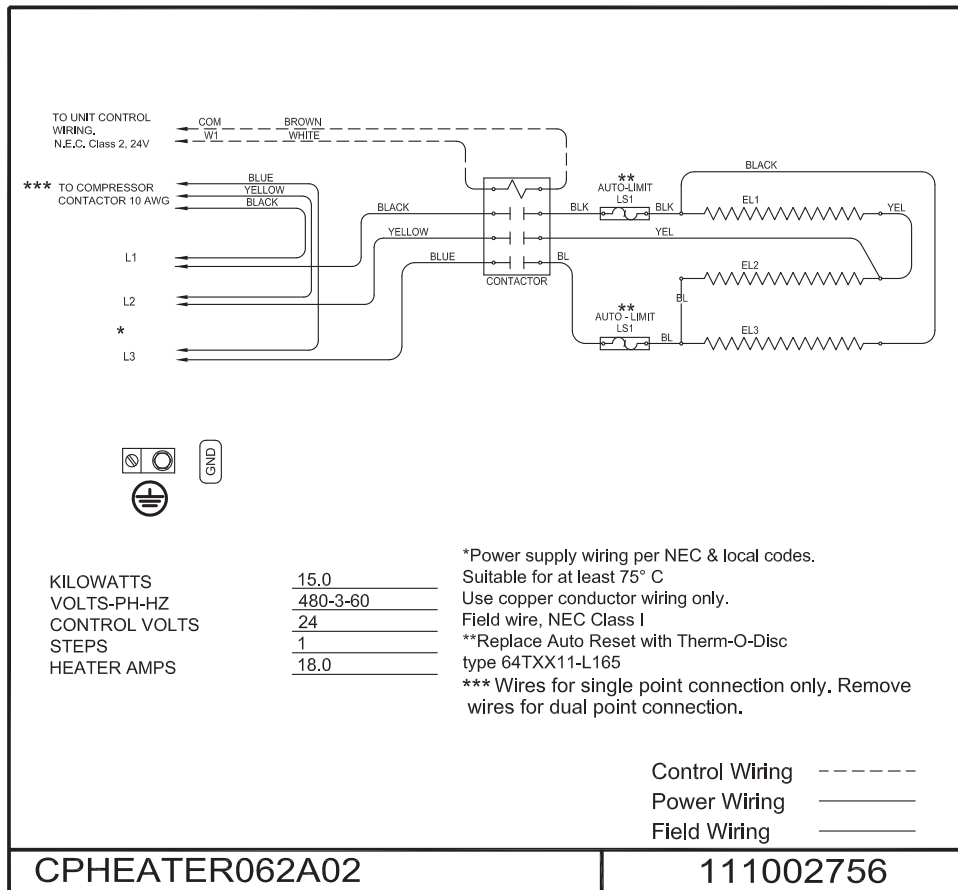 TO UNIT CONTROL
WIRING.
N.E.C. Class 2, 24V
COM BROWN
W1 WHITE
*** TO COMPRESSOR
CONTACTOR 10 AWG
BLUE
YELLOW
BLACK
BLACK
YELLOW
BLUE
L1
L2
*
L3
CONTACTOR
**
AUTO-LIMIT
LS1
BLK
BLK
BLACK
EL1
YEL
YEL
EL2
BL
BL
**
AUTO - LIMIT
LS1
BL
EL3
GND
KILOWATTS 15.0
VOLTS-PH-HZ 480-3-60
CONTROL VOLTS 24
STEPS 1
HEATER AMPS 18.0
*Power supply wiring per NEC & local codes.
Suitable for at least 75° C
Use copper conductor wiring only.
Field wire, NEC Class I
**Replace Auto Reset with Therm-O-Disc
type 64TXX11-L165
*** Wires for single point connection only. Remove
wires for dual point connection.
Control Wiring
Power Wiring
Field Wiring
CPHEATER062A02
111002756